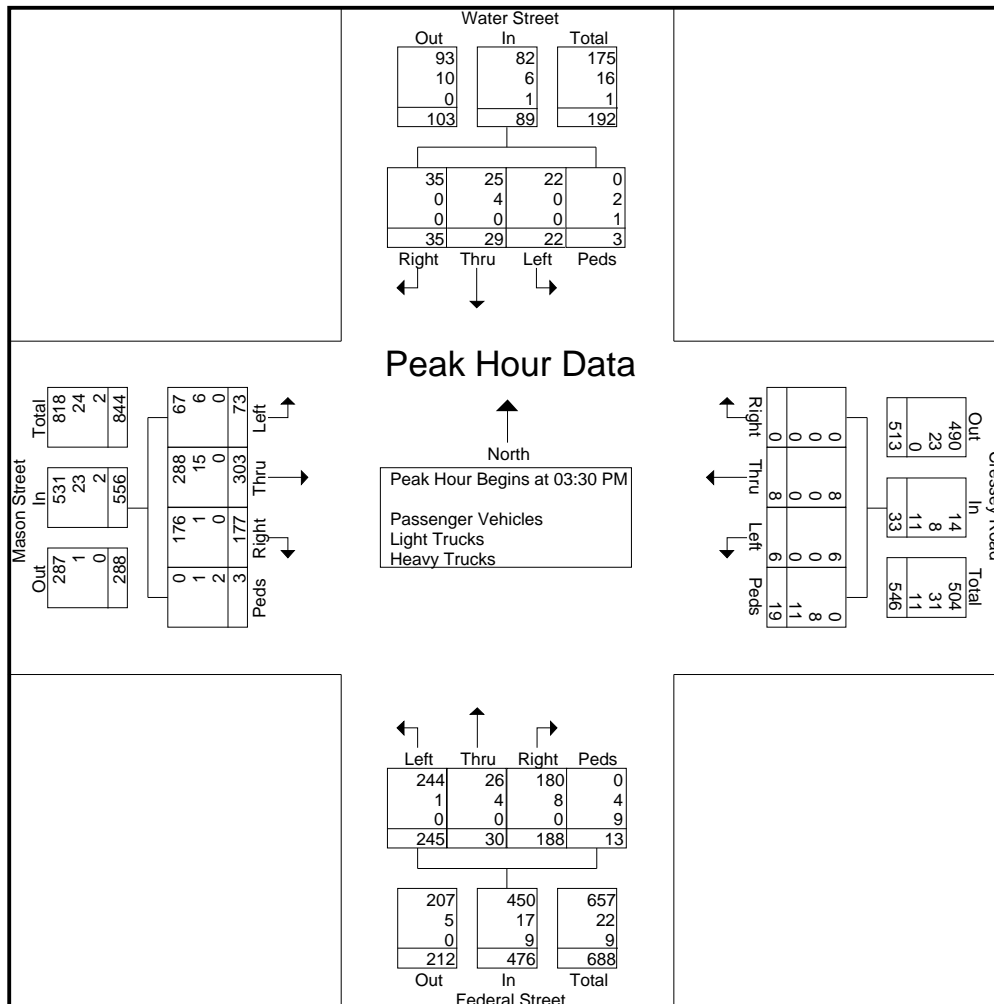 Water Street
Out In Total
93 82 175
10 6 16
0 1 1
103 89 192
35 25 22 0
0 4 0 2
0 0 0 1
35 29 22 3
Right Thru Left Peds
Peak Hour Data
North
Peak Hour Begins at 03:30 PM
Passenger Vehicles
Light Trucks
Heavy Trucks
Mason Street
Out In Total
287 531 818
1 23 24
0 2 2
288 556 844
0 176 288 67
1 1 15 6
2 0 0 0
3 177 303 73
Peds Right Thru Left
Road
Out In Total
490 14 504
23 8 31
0 11 11
513 33 546
0 8 6 0
0 0 0 8
0 0 0 11
0 8 6 19
Right Thru Left Peds
Left Thru Right Peds
244 26 180 0
1 4 8 4
0 0 0 9
245 30 188 13
207 450 657
5 17 22
0 9 9
212 476 688
Out In Total
Federal Street